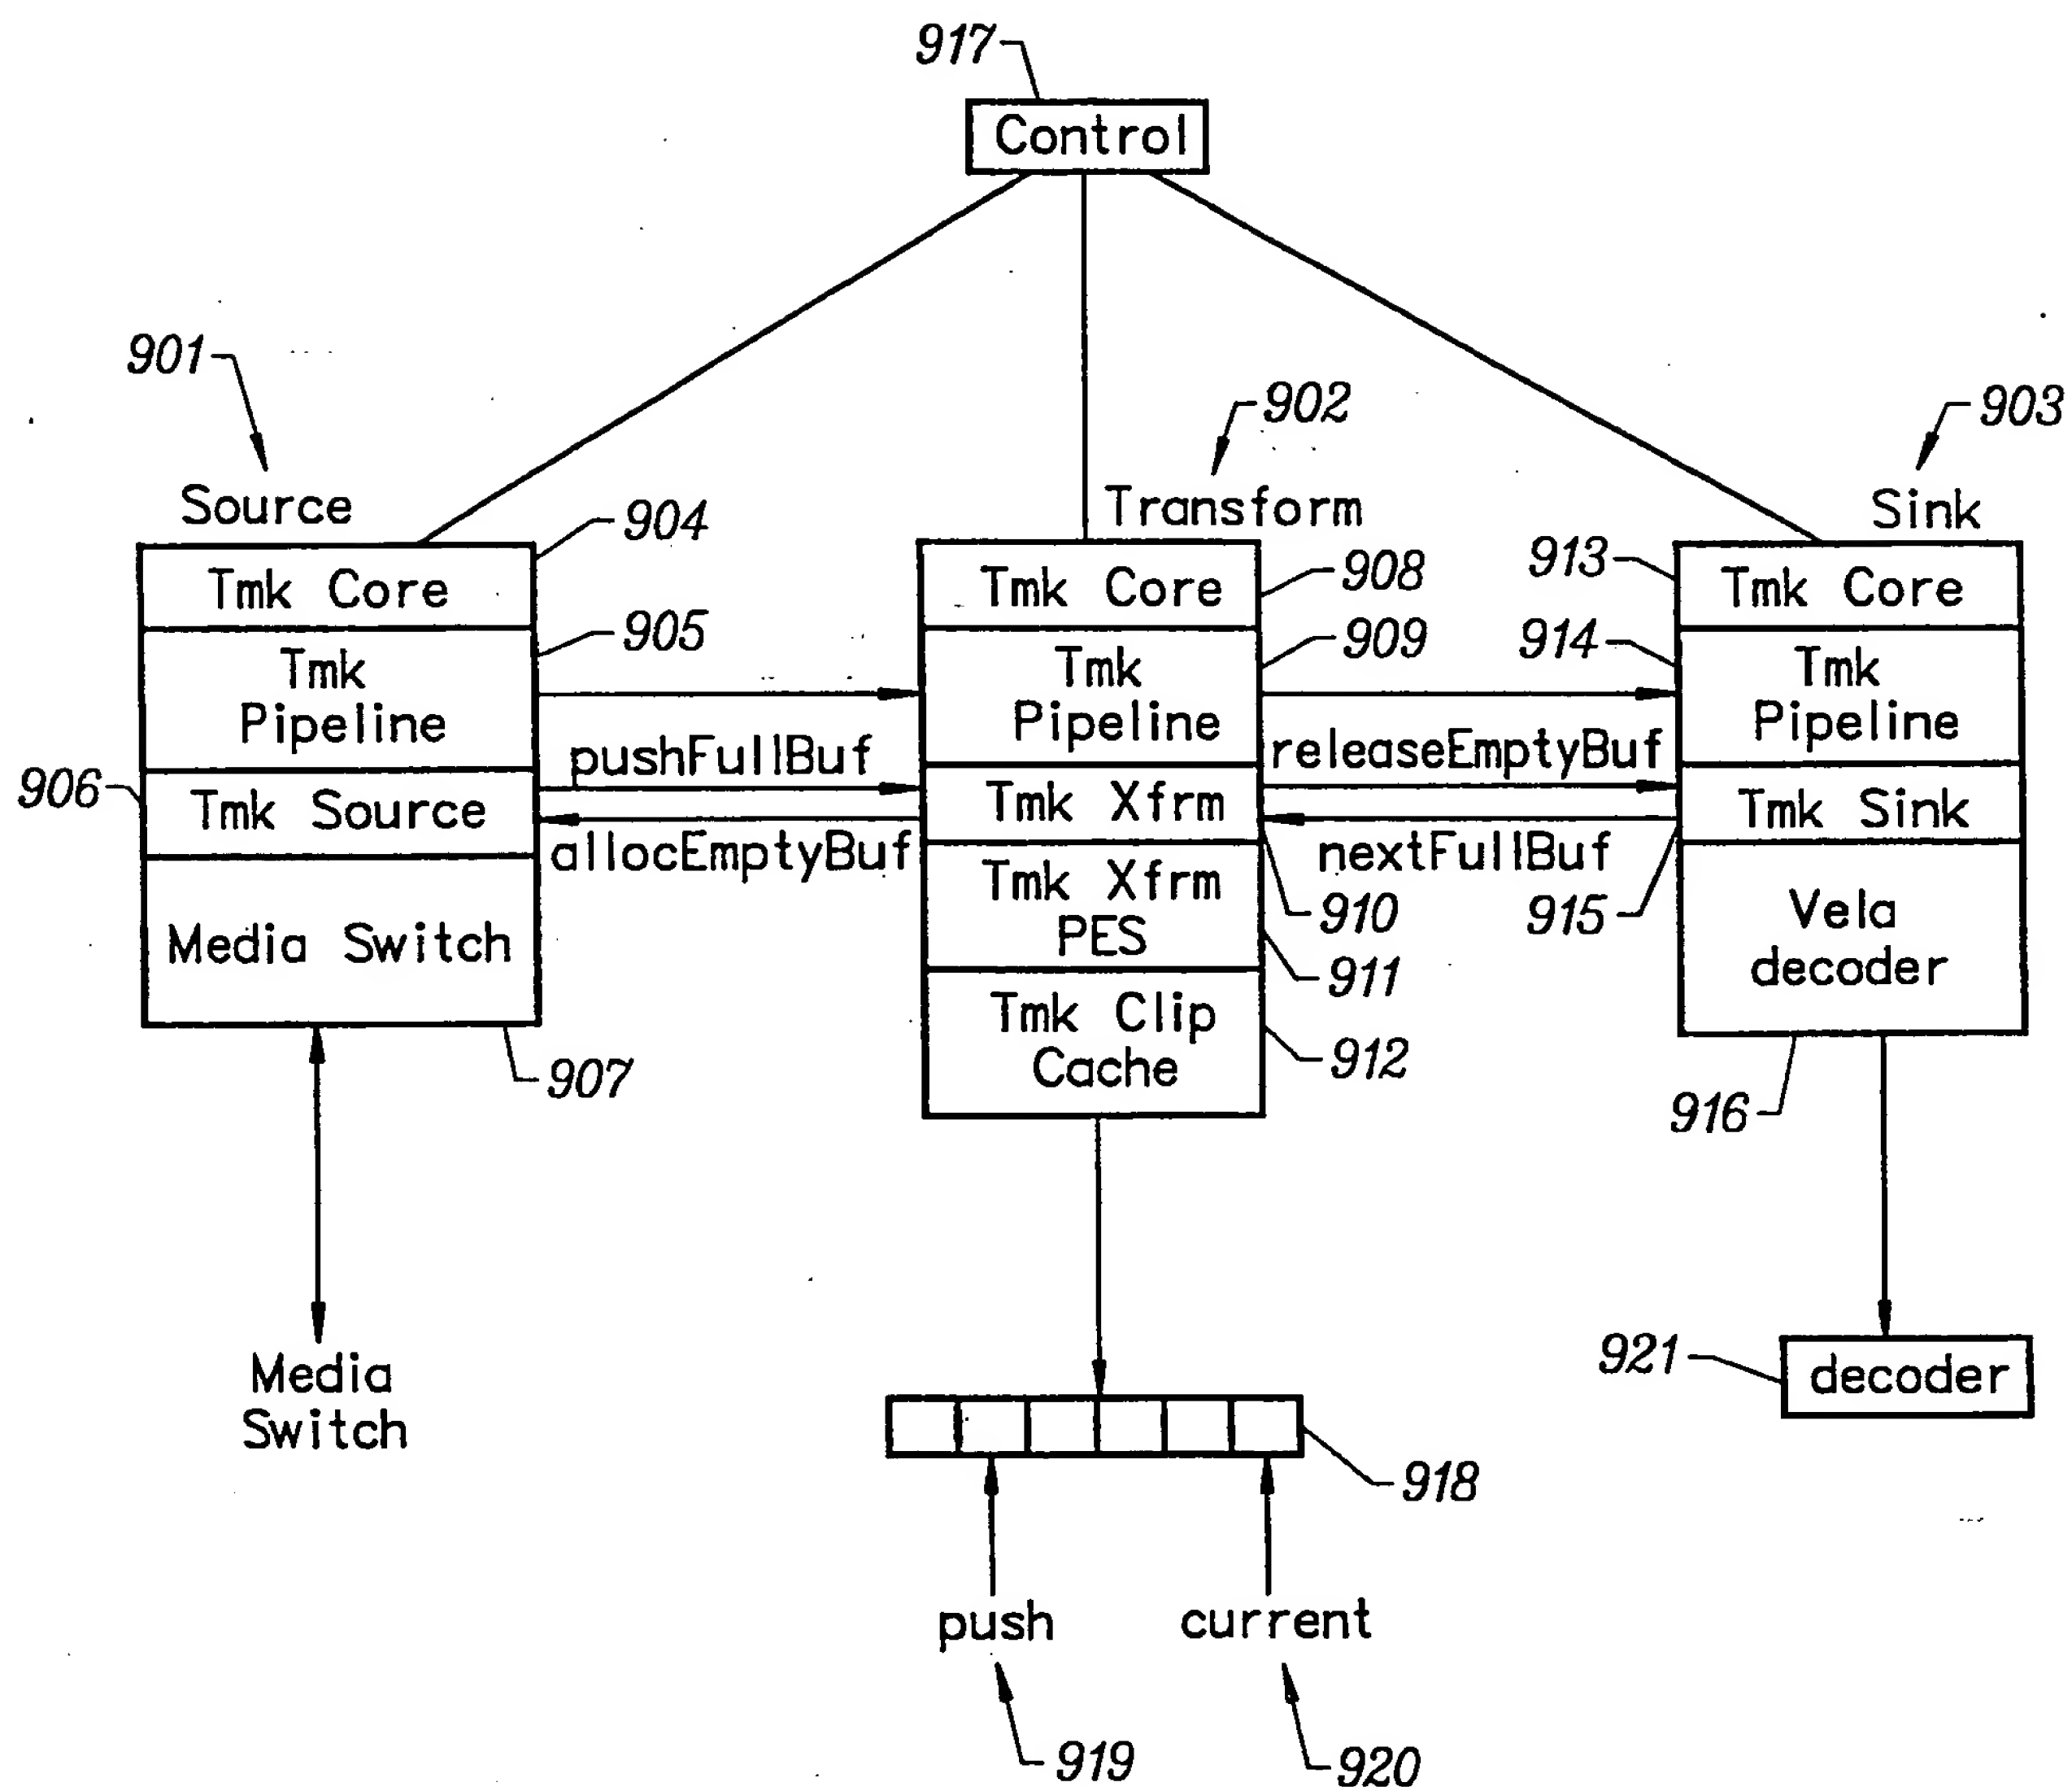 917
Control
901
902
903
Source
Transform
Sink
904
Tmk Core
905
Tmk
Pipeline
906
Tmk Source
Media Switch
907
Media
Switch
pushFullBuf
allocEmptyBuf
Tmk Core
908
Tmk
Pipeline
909
Tmk Xfrm
910
Tmk Xfrm
PES
911
Tmk Clip
Cache
912
releaseEmptyBuf
nextFullBuf
913
Tmk Core
914
Tmk
Pipeline
Tmk Sink
915
Vela
decoder
916
921
decoder
918
push
current
919
920